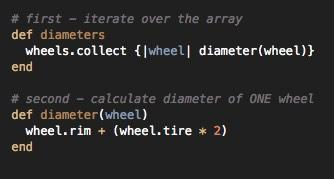 # first – iterate over the array
def diameters
  wheels.collect {|wheel| diameter(wheel)}
end

# second – calculate diameter of ONE wheel
def diameter(wheel)
  wheel.rim + (wheel.tire * 2)
end